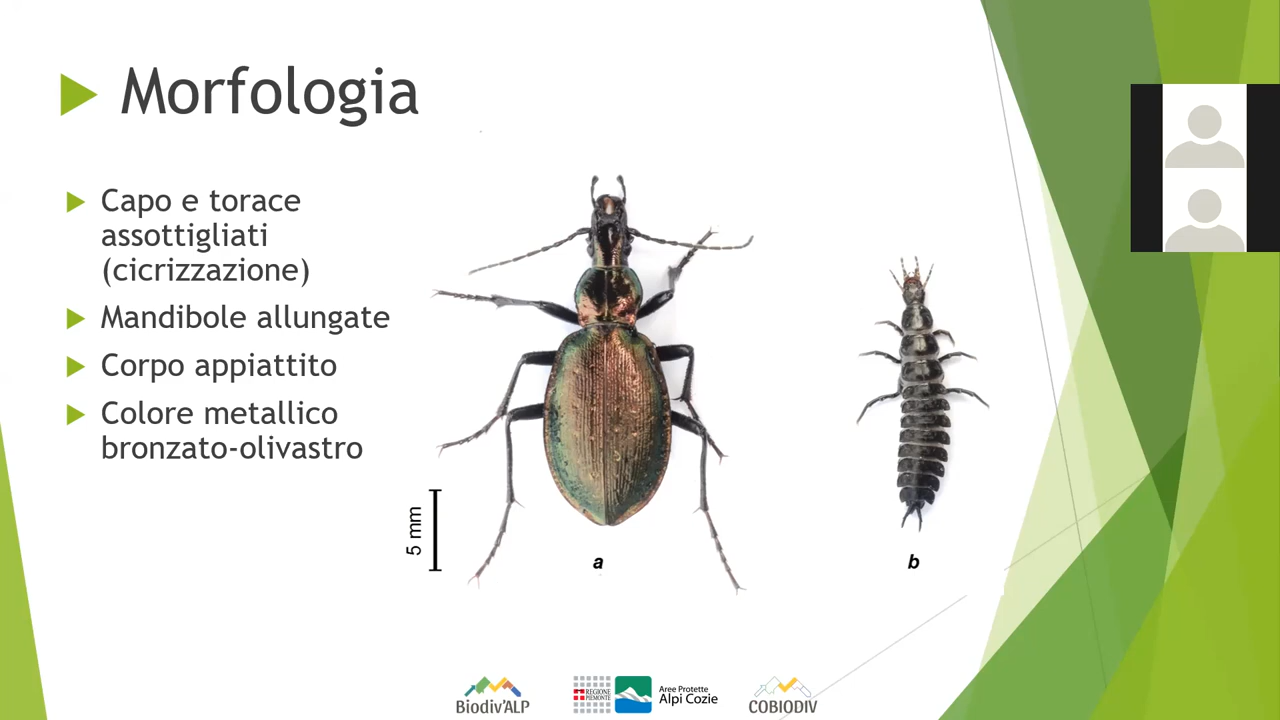 Morfologia
Capo e torace
assottigliati
(cicrizzazione)
Mandibole allungate
Corpo appiattito
Colore metallico
bronzato-olivastro
5 mm
a
b
Biodiv'ALP
REGIONE
PIEMONTE
Aree Protette
Alpi Cozie
COBIODIV